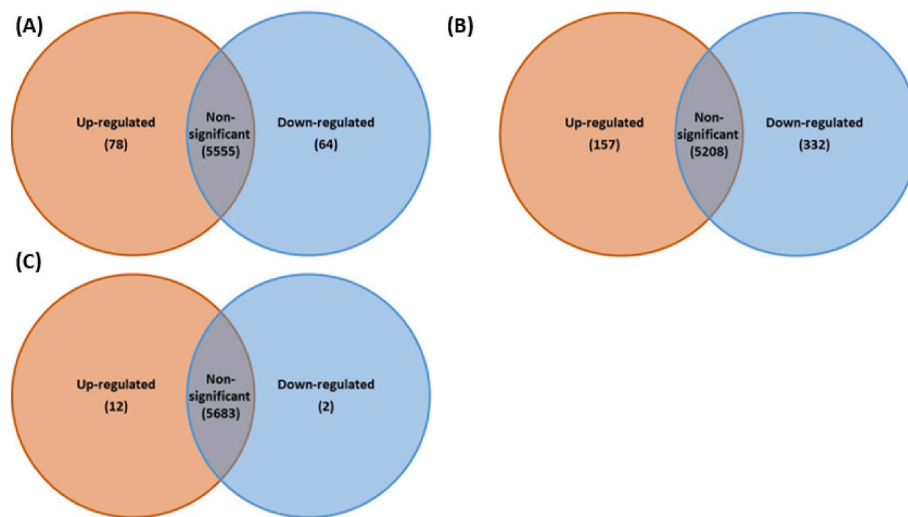 (A)
Up-regulated
(78)
Non-
significant
(5555)
Down-regulated
(64)
(B)
Up-regulated
(157)
Non-
significant
(5208)
Down-regulated
(332)
(C)
Up-regulated
(12)
Non-
significant
(5683)
Down-regulated
(2)